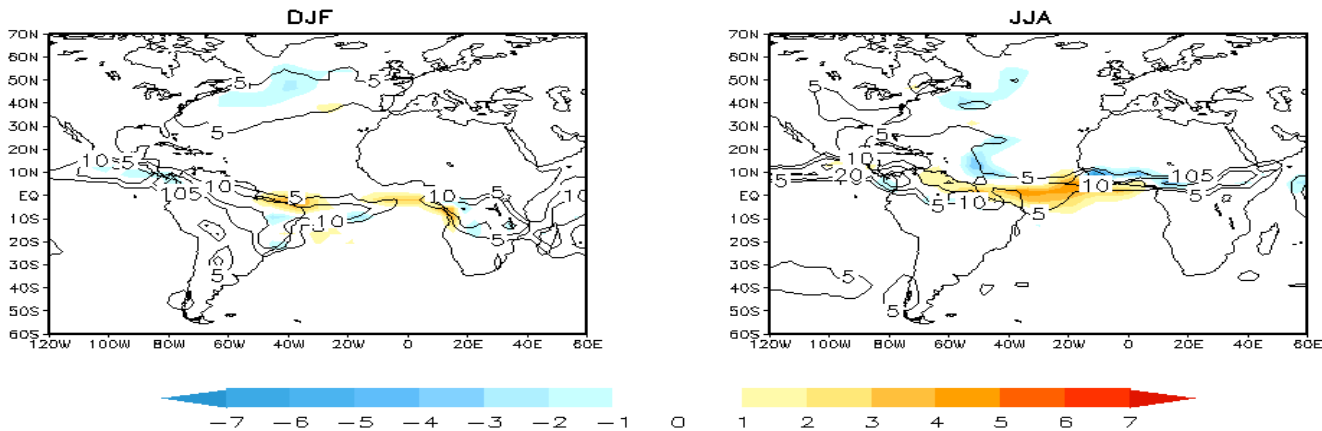 DJF JJA
70N 70N
60N 60N
50N 5 5 50N
40N 40N 5
30N 5 30N 5
20N 20N
10N 10 5 10N 10 20 5 105
EQ 105 10 5 10 5 EQ 5 10 10 5
10S 10 10S 5
20S 5 20S
30S 5 30S
40S 40S 5
50S 50S 5
60S 60S
120W 100W 80W 60W 40W 20W 0 20E 40E 60E 120W 100W 80W 60W 40W 20W 0 20E 40E 60E
−7 −6 −5 −4 −3 −2 −1 0 1 2 3 4 5 6 7